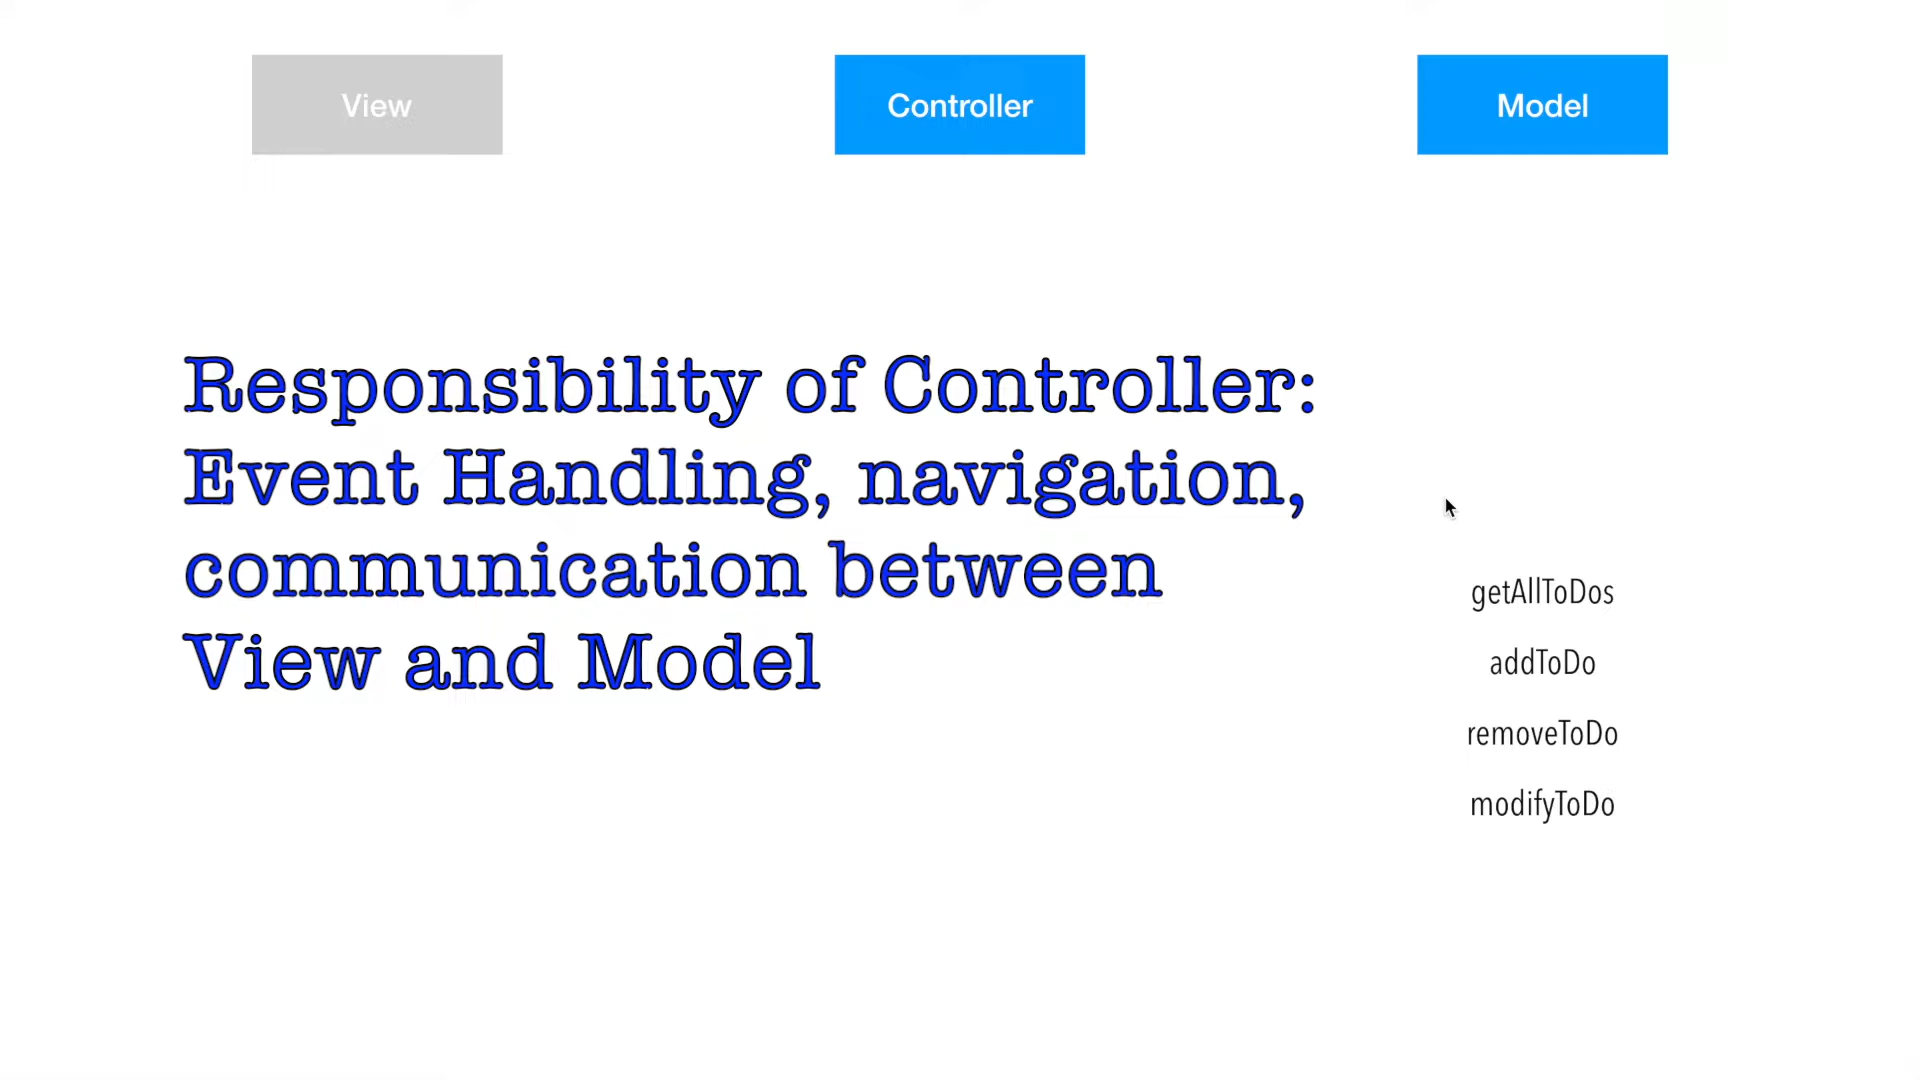 View
Controller
Model
Responsibility of Controller:
Event Handling, navigation,
communication between
View and Model
getAllToDos
addToDo
removeToDo
modifyToDo